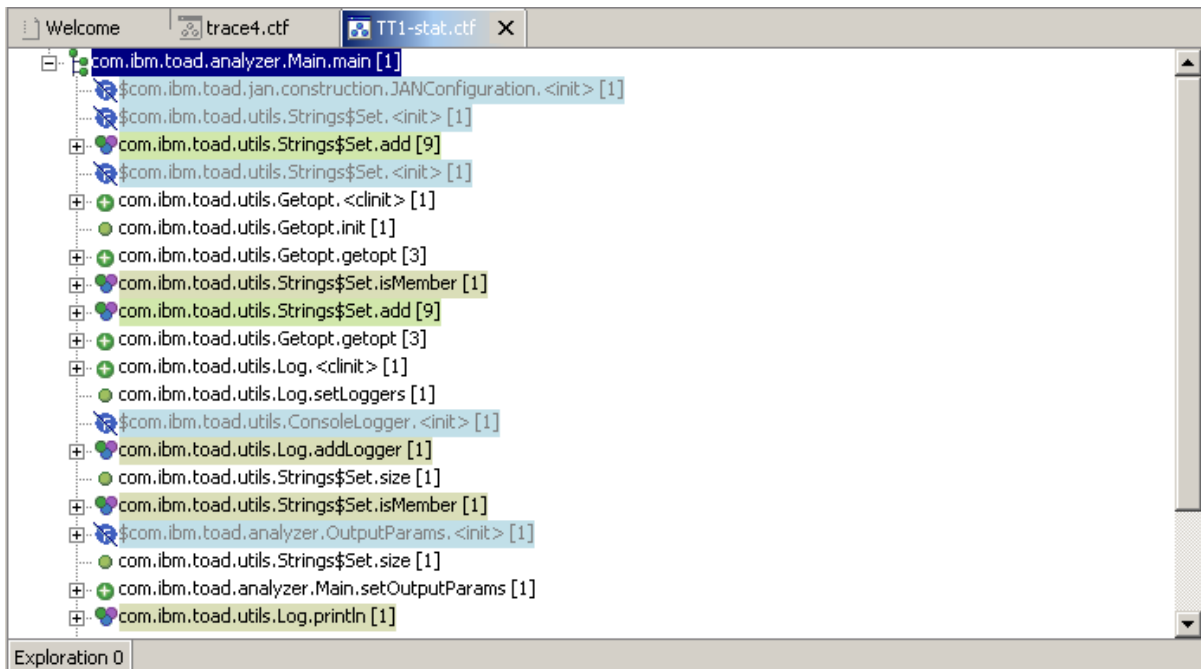 Welcome trace4.ctf TT1-stat.ctf
com.ibm.toad.analyzer.Main.main [1]
$com.ibm.toad.jan.construction.JANConfiguration.<init> [1]
$com.ibm.toad.utils.Strings$Set.<init> [1]
com.ibm.toad.utils.Strings$Set.add [9]
$com.ibm.toad.utils.Strings$Set.<init> [1]
com.ibm.toad.utils.Getopt.<clinit> [1]
com.ibm.toad.utils.Getopt.init [1]
com.ibm.toad.utils.Getopt.getopt [3]
com.ibm.toad.utils.Strings$Set.isMember [1]
com.ibm.toad.utils.Strings$Set.add [9]
com.ibm.toad.utils.Getopt.getopt [3]
com.ibm.toad.utils.Log.<clinit> [1]
com.ibm.toad.utils.Log.setLoggers [1]
$com.ibm.toad.utils.ConsoleLogger.<init> [1]
com.ibm.toad.utils.Log.addLogger [1]
com.ibm.toad.utils.Strings$Set.size [1]
com.ibm.toad.utils.Strings$Set.isMember [1]
$com.ibm.toad.analyzer.OutputParams.<init> [1]
com.ibm.toad.utils.Strings$Set.size [1]
com.ibm.toad.analyzer.Main.setOutputParams [1]
com.ibm.toad.utils.Log.println [1]
Exploration 0